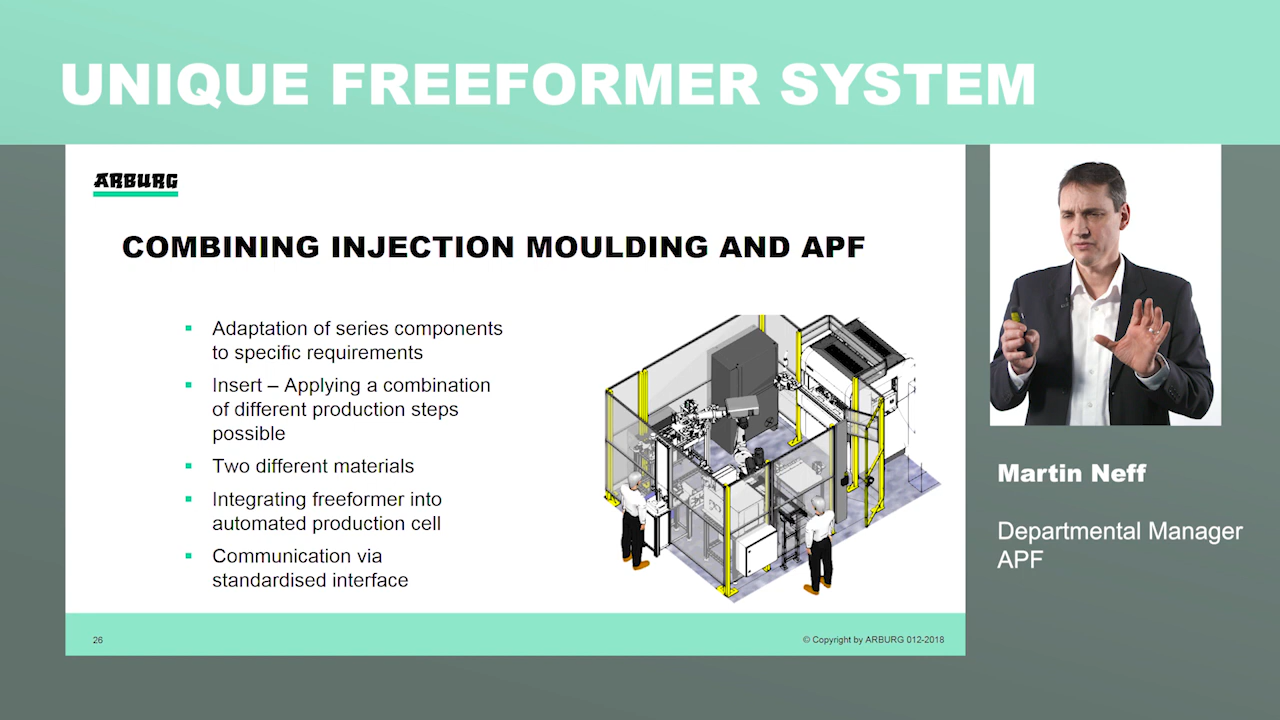 UNIQUE FREEFORMER SYSTEM
ARBURG
COMBINING INJECTION MOULDING AND APF
Adaptation of series components
to specific requirements
Insert – Applying a combination
of different production steps
possible
Two different materials
Integrating freeformer into
automated production cell
Communication via
standardised interface
26
© Copyright by ARBURG 012-2018
Martin Neff
Departmental Manager
APF